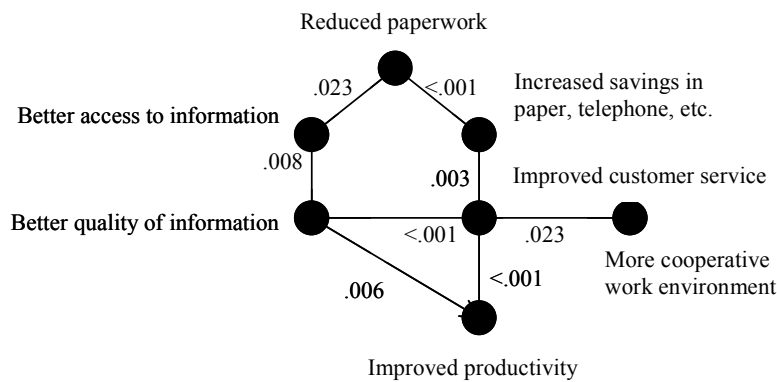 Reduced paperwork
.023
<.001
Increased savings in
paper, telephone, etc.
Better access to information
.008
.003
Improved customer service
Better quality of information
<.001
.023
More cooperative
work environment
.006
<.001
Improved productivity